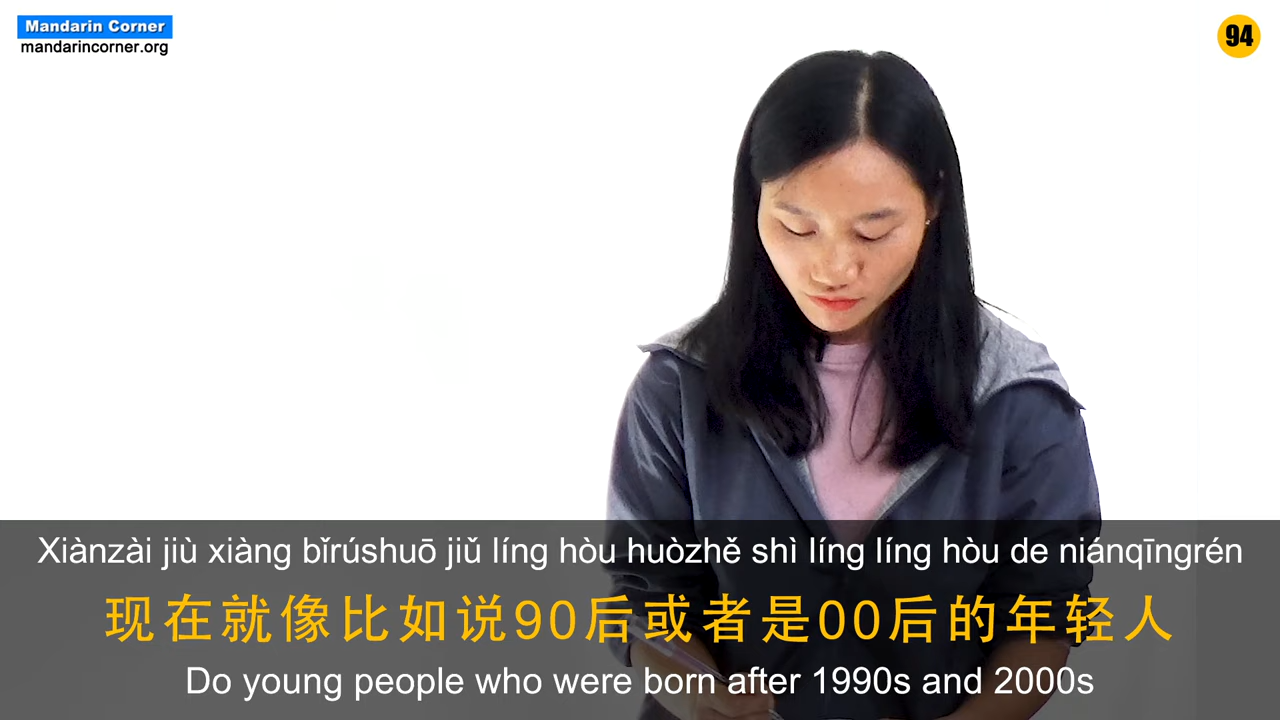 Mandarin Corner
mandarincorner.org
94
Xiànzài jiù xiàng bǐrúshuō jiǔ líng hòu huòzhě shì líng líng hòu de niánqīngrén
现在就像比如说90后或者是00后的年轻人
Do young people who were born after 1990s and 2000s